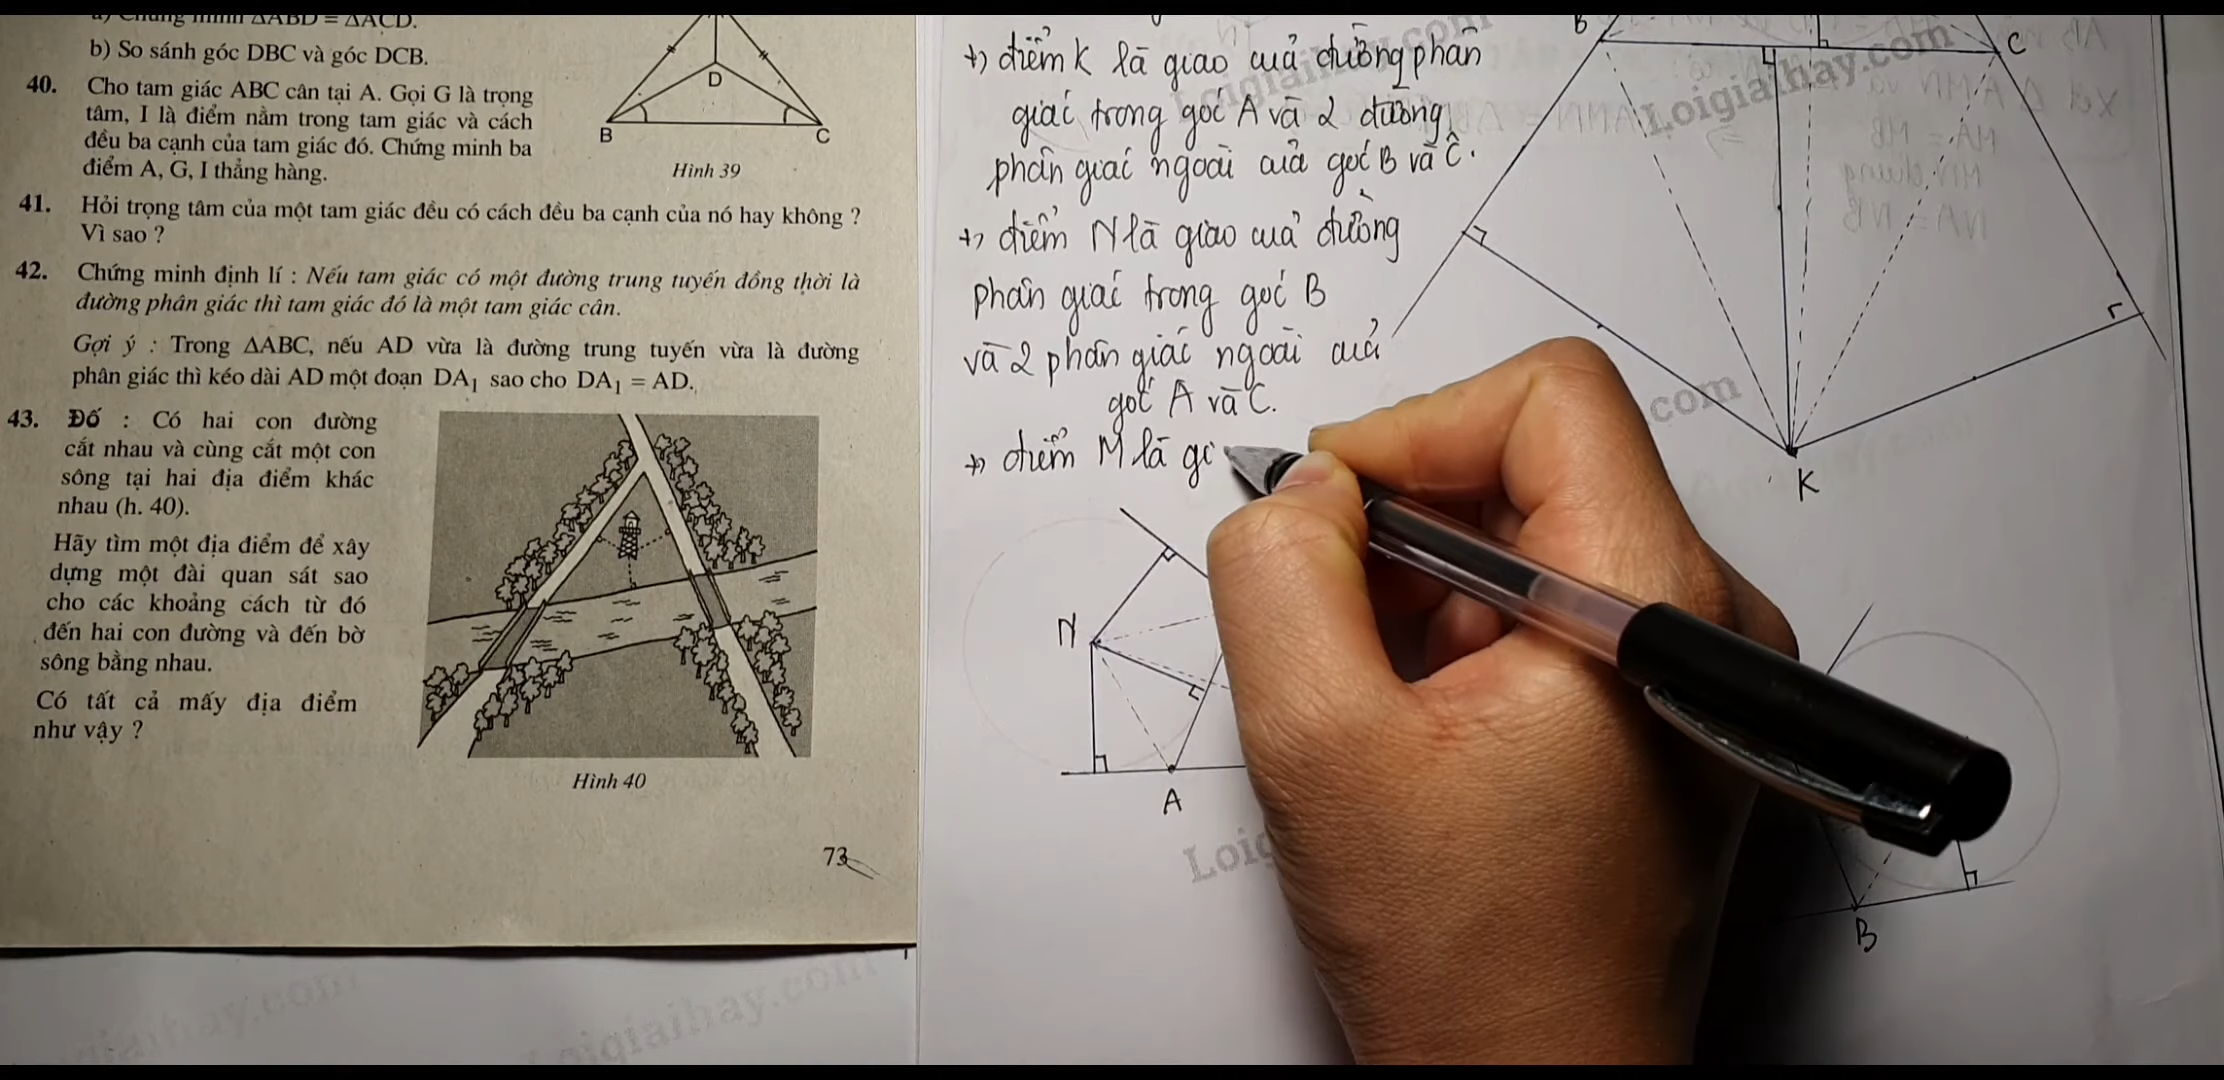 a) Chứng minh ΔABD = ΔACD.
b) So sánh góc DBC và góc DCB.
40. Cho tam giác ABC cân tại A. Gọi G là trọng
tâm, I là điểm nằm trong tam giác và cách
đều ba cạnh của tam giác đó. Chứng minh ba
điểm A, G, I thẳng hàng.
D
B
C
Hình 39
41. Hỏi trọng tâm của một tam giác đều có cách đều ba cạnh của nó hay không ?
Vì sao ?
42. Chứng minh định lí : Nếu tam giác có một đường trung tuyến đồng thời là
đường phân giác thì tam giác đó là một tam giác cân.
Gợi ý : Trong ΔABC, nếu AD vừa là đường trung tuyến vừa là đường
phân giác thì kéo dài AD một đoạn DA₁ sao cho DA₁ = AD.
43. Đố : Có hai con đường
cắt nhau và cùng cắt một con
sông tại hai địa điểm khác
nhau (h. 40).
Hãy tìm một địa điểm để xây
dựng một đài quan sát sao
cho các khoảng cách từ đó
đến hai con đường và đến bờ
sông bằng nhau.
Có tất cả mấy địa điểm
như vậy ?
Hình 40
73
+) điểm K là giao của đường phân
giác trong góc A và 2 đường
phân giác ngoài của góc B và C.
+) điểm N là giao của đường
phân giác trong góc B
và 2 phân giác ngoài của
góc A và C.
+) điểm M là gi
B
C
K
N
A
B
Loigiaihay.com
Loigiaihay.com